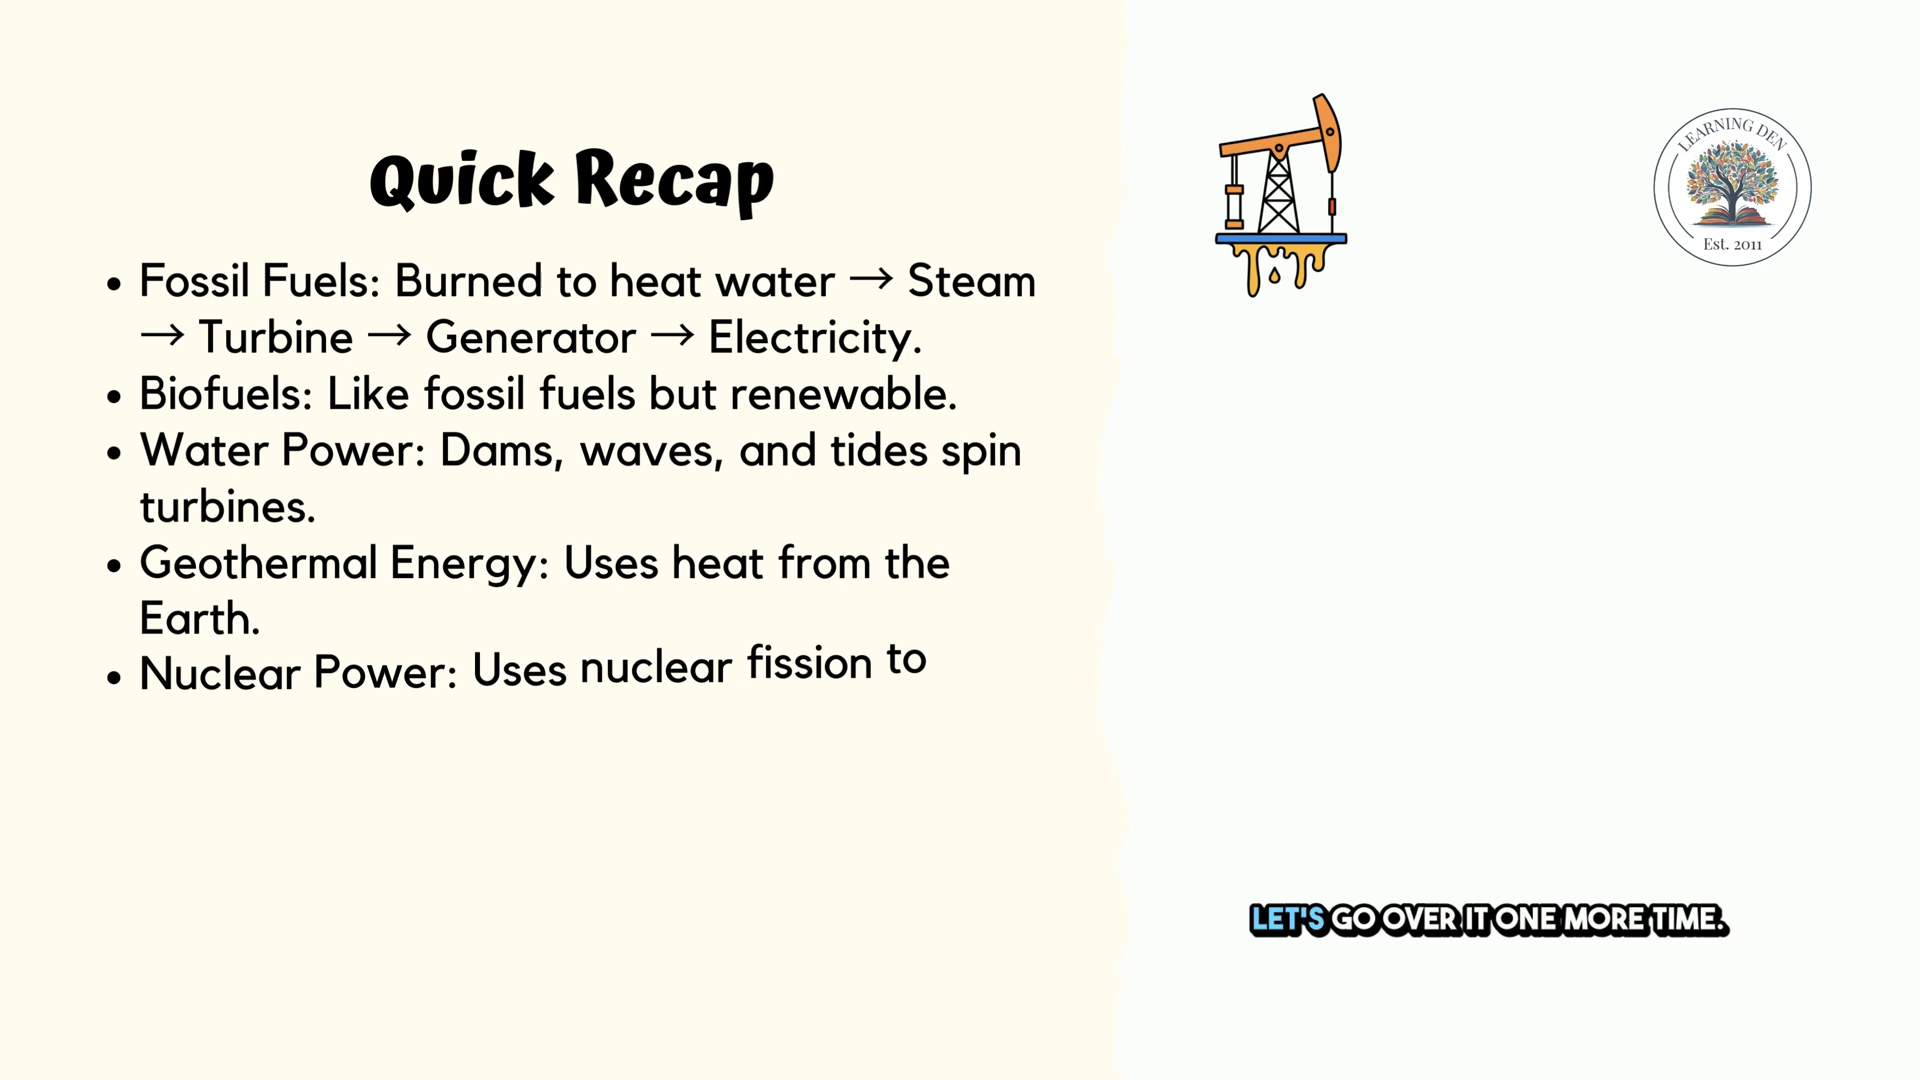 Quick Recap
• Fossil Fuels: Burned to heat water → Steam
→ Turbine → Generator → Electricity.
• Biofuels: Like fossil fuels but renewable.
• Water Power: Dams, waves, and tides spin
turbines.
• Geothermal Energy: Uses heat from the
Earth.
• Nuclear Power: Uses nuclear fission to
LEARNING DEN
Est. 2011
LET'S GO OVER IT ONE MORE TIME.